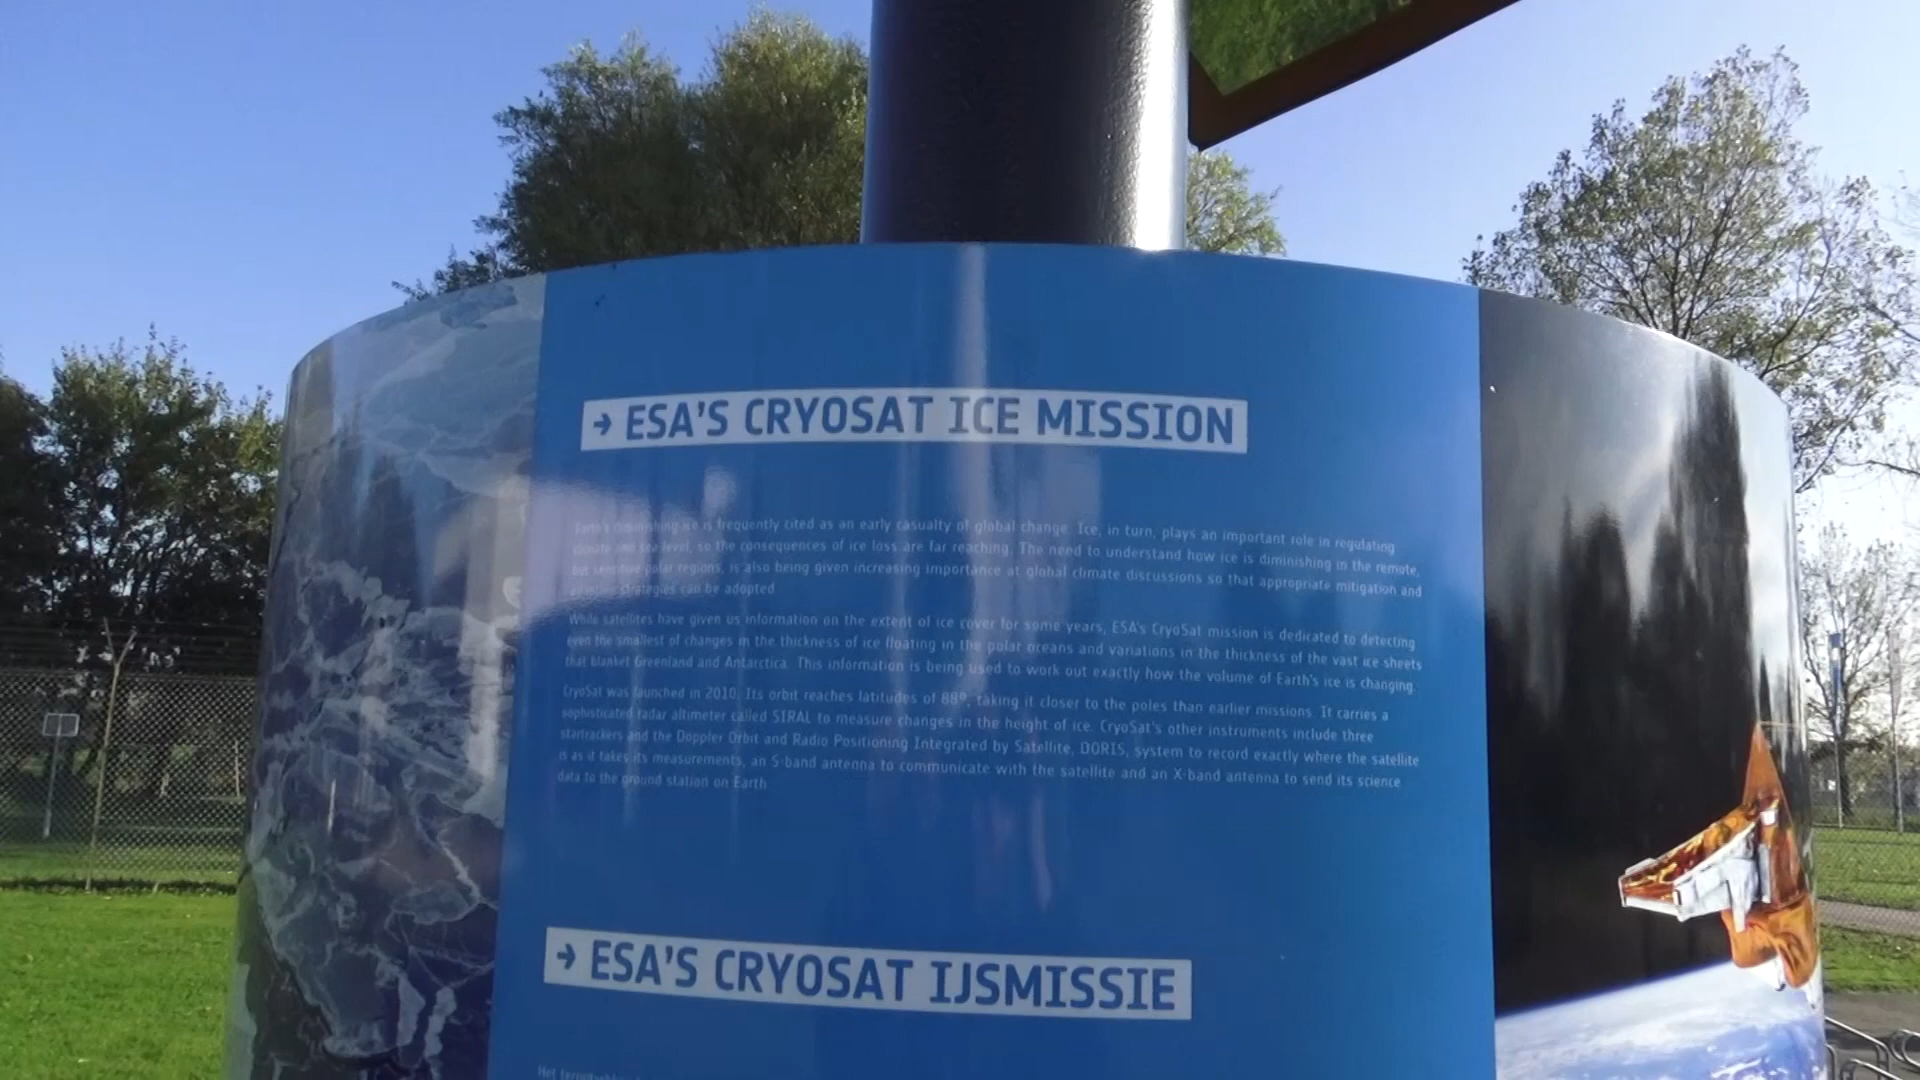 → ESA'S CRYOSAT ICE MISSION
Earth's diminishing ice is frequently cited as an early casualty of global change. Ice, in turn, plays an important role in regulating
climate and sea level, so the consequences of ice loss are far reaching. The need to understand how ice is diminishing in the remote,
but sensitive polar regions, is also being given increasing importance at global climate discussions so that appropriate mitigation and
strategies can be adopted.
While satellites have given us information on the extent of ice cover for some years, ESA's CryoSat mission is dedicated to detecting
even the smallest of changes in the thickness of ice floating in the polar oceans and variations in the thickness of the vast ice sheets
that blanket Greenland and Antarctica. This information is being used to work out exactly how the volume of Earth's ice is changing.
CryoSat was launched in 2010. Its orbit reaches latitudes of 88°, taking it closer to the poles than earlier missions. It carries a
sophisticated radar altimeter called SIRAL to measure changes in the height of ice. CryoSat's other instruments include three
startrackers and the Doppler Orbit and Radio Positioning Integrated by Satellite, DORIS, system to record exactly where the satellite
is as it takes its measurements, an S-band antenna to communicate with the satellite and an X-band antenna to send its science
data to the ground station on Earth.
→ ESA'S CRYOSAT IJSMISSIE
Het